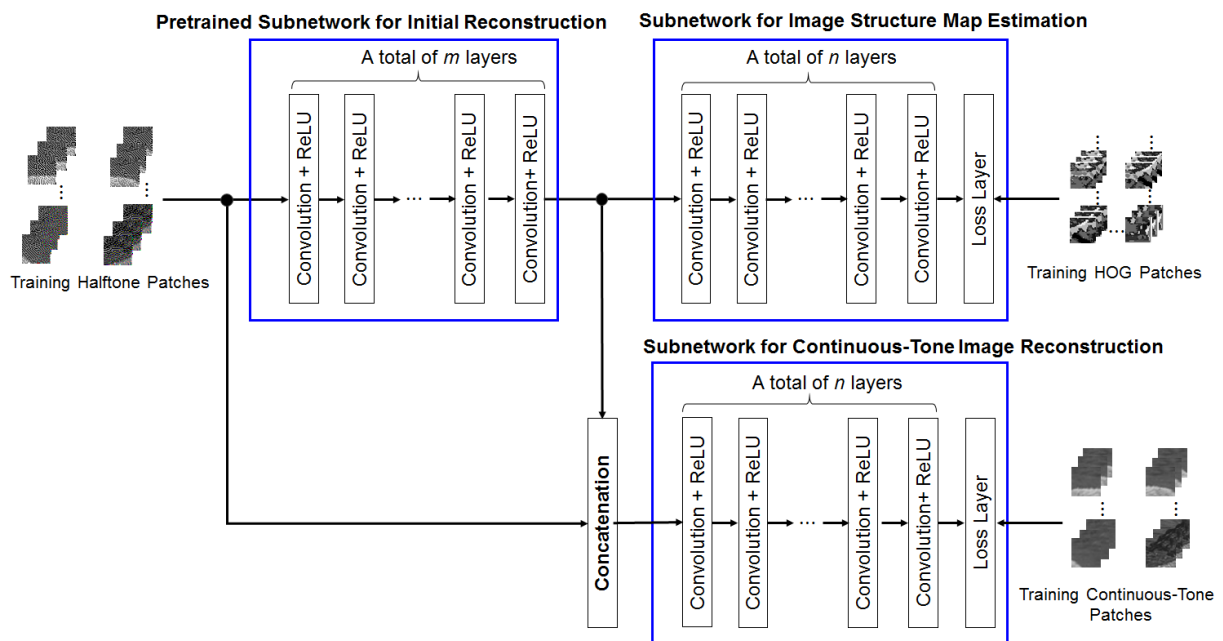 Pretrained Subnetwork for Initial Reconstruction
A total of m layers
Convolution + ReLU
Convolution + ReLU
...
Convolution + ReLU
Convolution+ ReLU
Training Halftone Patches
Subnetwork for Image Structure Map Estimation
A total of n layers
Convolution + ReLU
Convolution + ReLU
...
Convolution + ReLU
Convolution+ ReLU
Loss Layer
Training HOG Patches
Concatenation
Subnetwork for Continuous-Tone Image Reconstruction
A total of n layers
Convolution + ReLU
Convolution + ReLU
...
Convolution + ReLU
Convolution+ ReLU
Loss Layer
Training Continuous-Tone
Patches